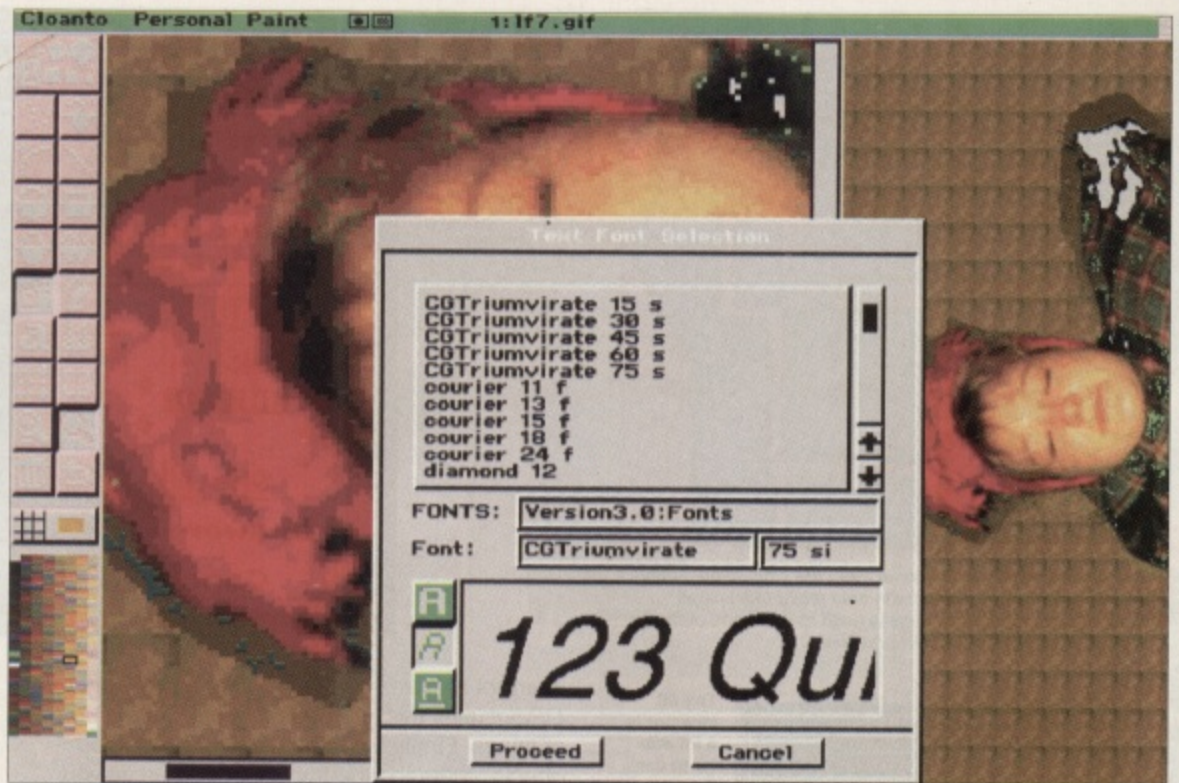 Cloanto Personal Paint 1:lf7.gif
Text Font Selection
CGTriumvirate 15 s
CGTriumvirate 30 s
CGTriumvirate 45 s
CGTriumvirate 60 s
CGTriumvirate 75 s
courier 11 f
courier 13 f
courier 15 f
courier 18 f
courier 24 f
diamond 12
FONTS: Version3.0:Fonts
Font: CGTriumvirate 75 si
A
A
A
123 Qui
Proceed Cancel